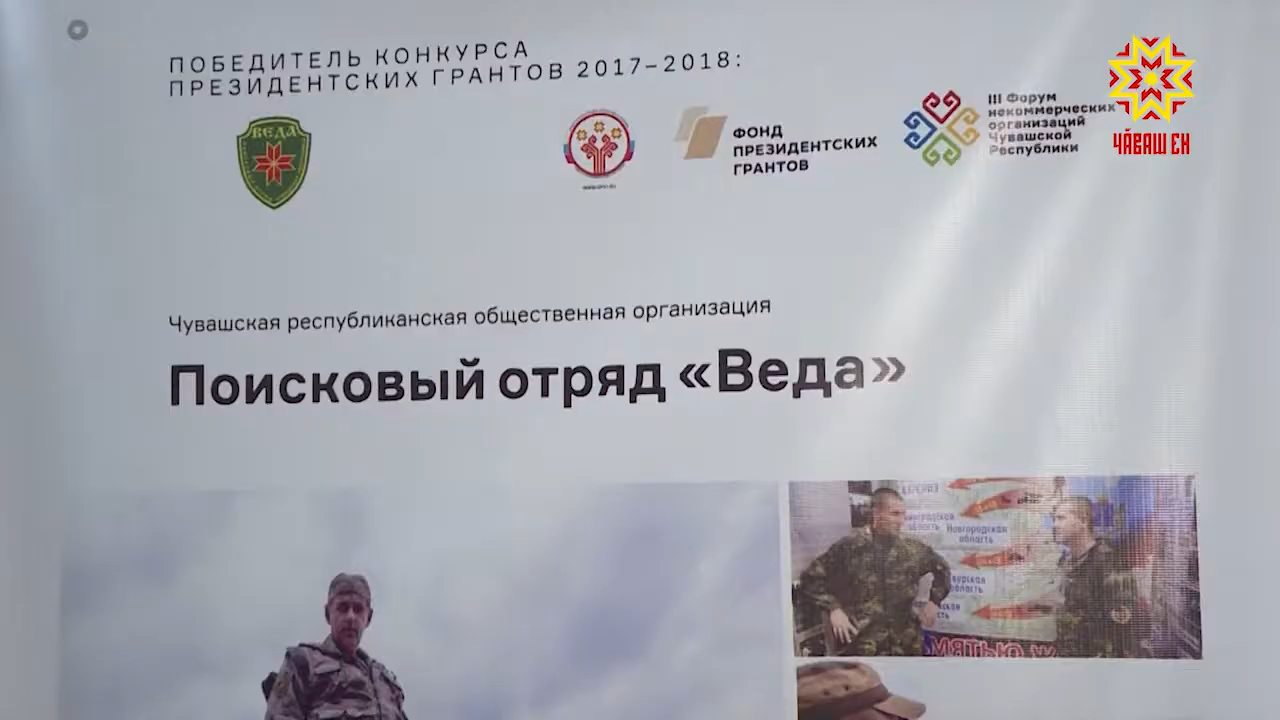 ПОБЕДИТЕЛЬ КОНКУРСА
ПРЕЗИДЕНТСКИХ ГРАНТОВ 2017–2018:
ВЕДА
ФОНД
ПРЕЗИДЕНТСКИХ
ГРАНТОВ
III Форум
некоммерческих
организаций
Чувашской
Республики
ЧӐВАШ ЕН
Чувашская республиканская общественная организация
Поисковый отряд «Веда»
Новгородская
область